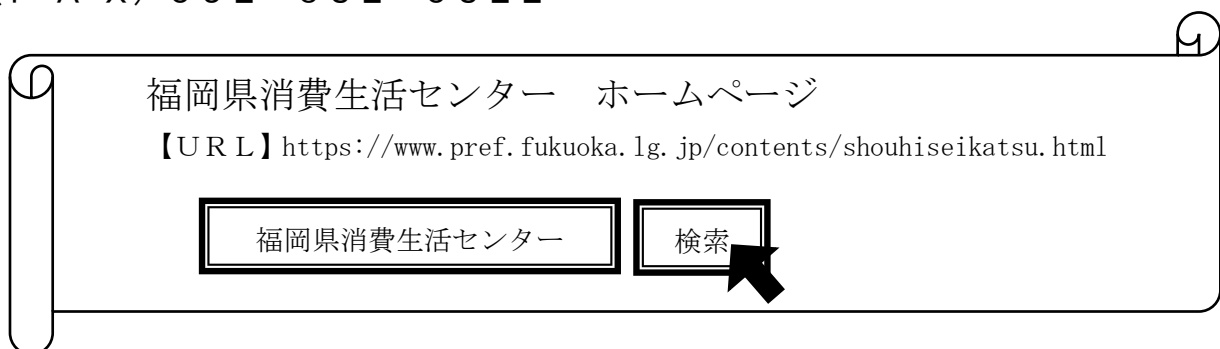 福岡県消費生活センター　ホームページ
【ＵＲＬ】https://www.pref.fukuoka.lg.jp/contents/shouhiseikatsu.html
福岡県消費生活センター　検索